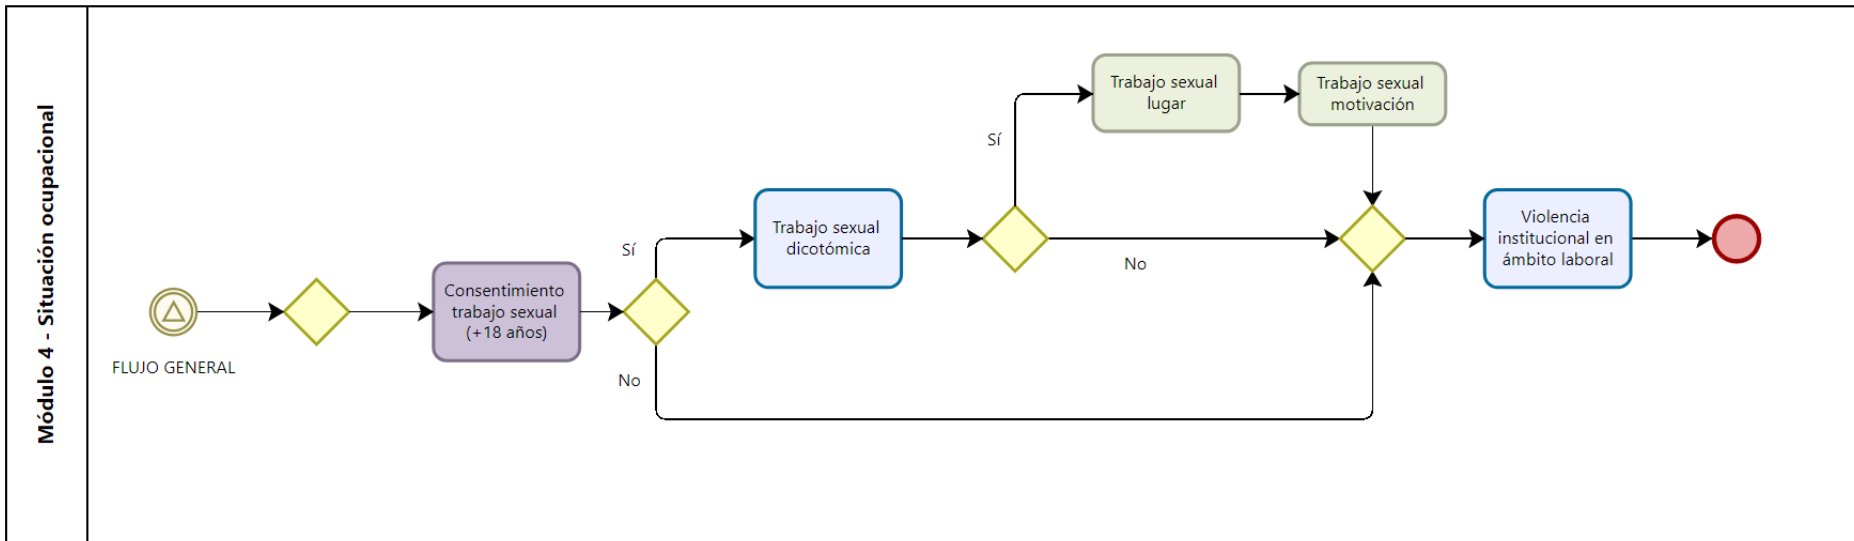 Módulo 4 - Situación ocupacional
FLUJO GENERAL
Consentimiento
trabajo sexual
(+18 años)
Sí
No
Trabajo sexual
dicotómica
Sí
No
Trabajo sexual
lugar
Trabajo sexual
motivación
Violencia
institucional en
ámbito laboral